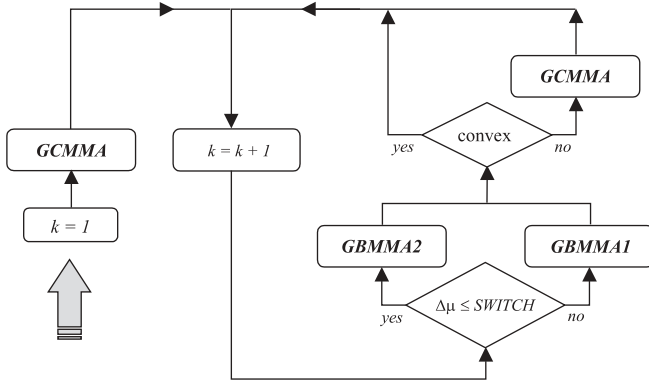 GCMMA
convex
yes
no
GCMMA
k = k + 1
k = 1
GBMMA2
GBMMA1
Δμ ≤ SWITCH
yes
no